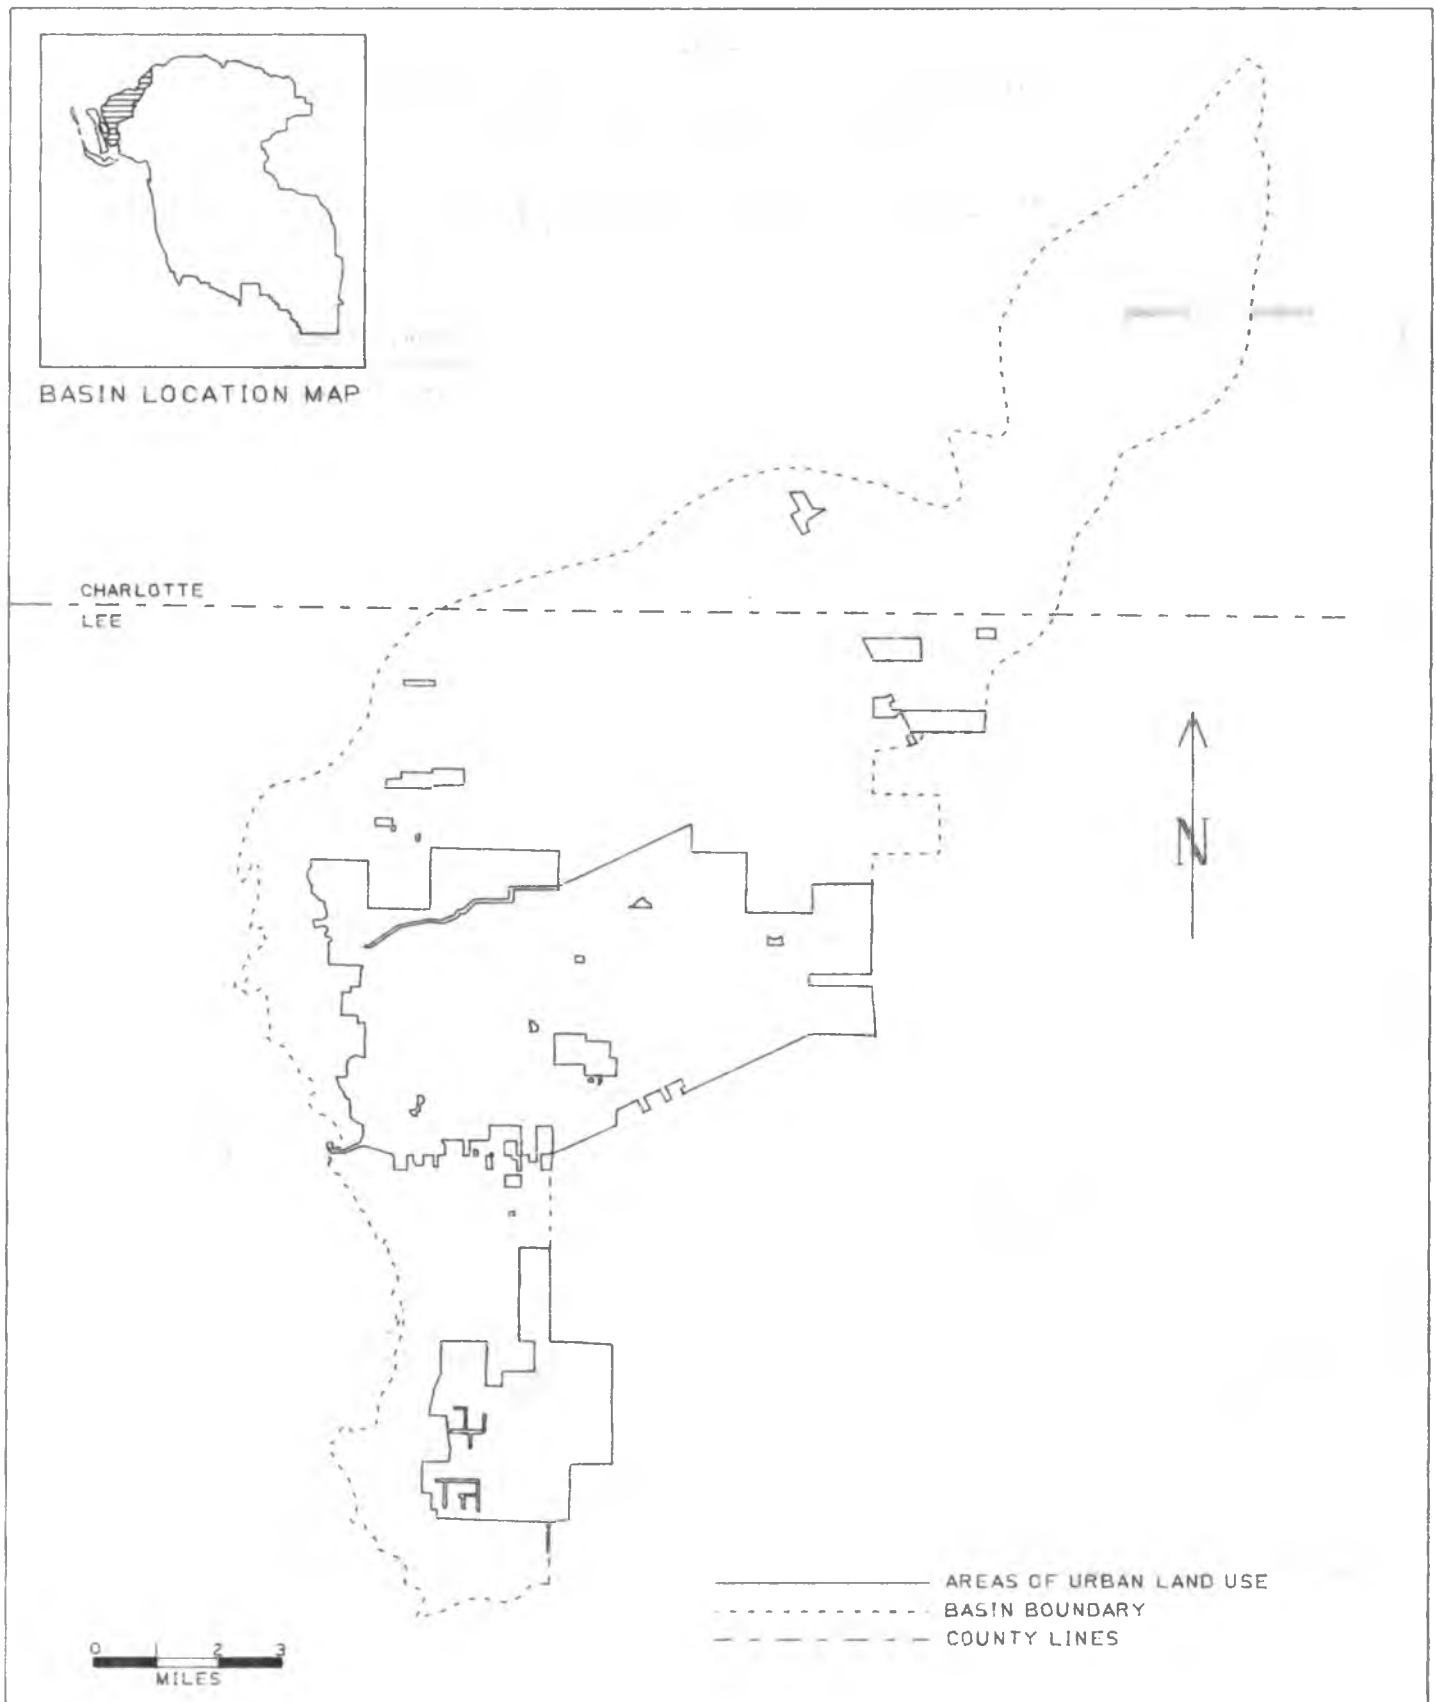 BASIN LOCATION MAP
CHARLOTTE
LEE
N
AREAS OF URBAN LAND USE
BASIN BOUNDARY
COUNTY LINES
0 1 2 3
MILES